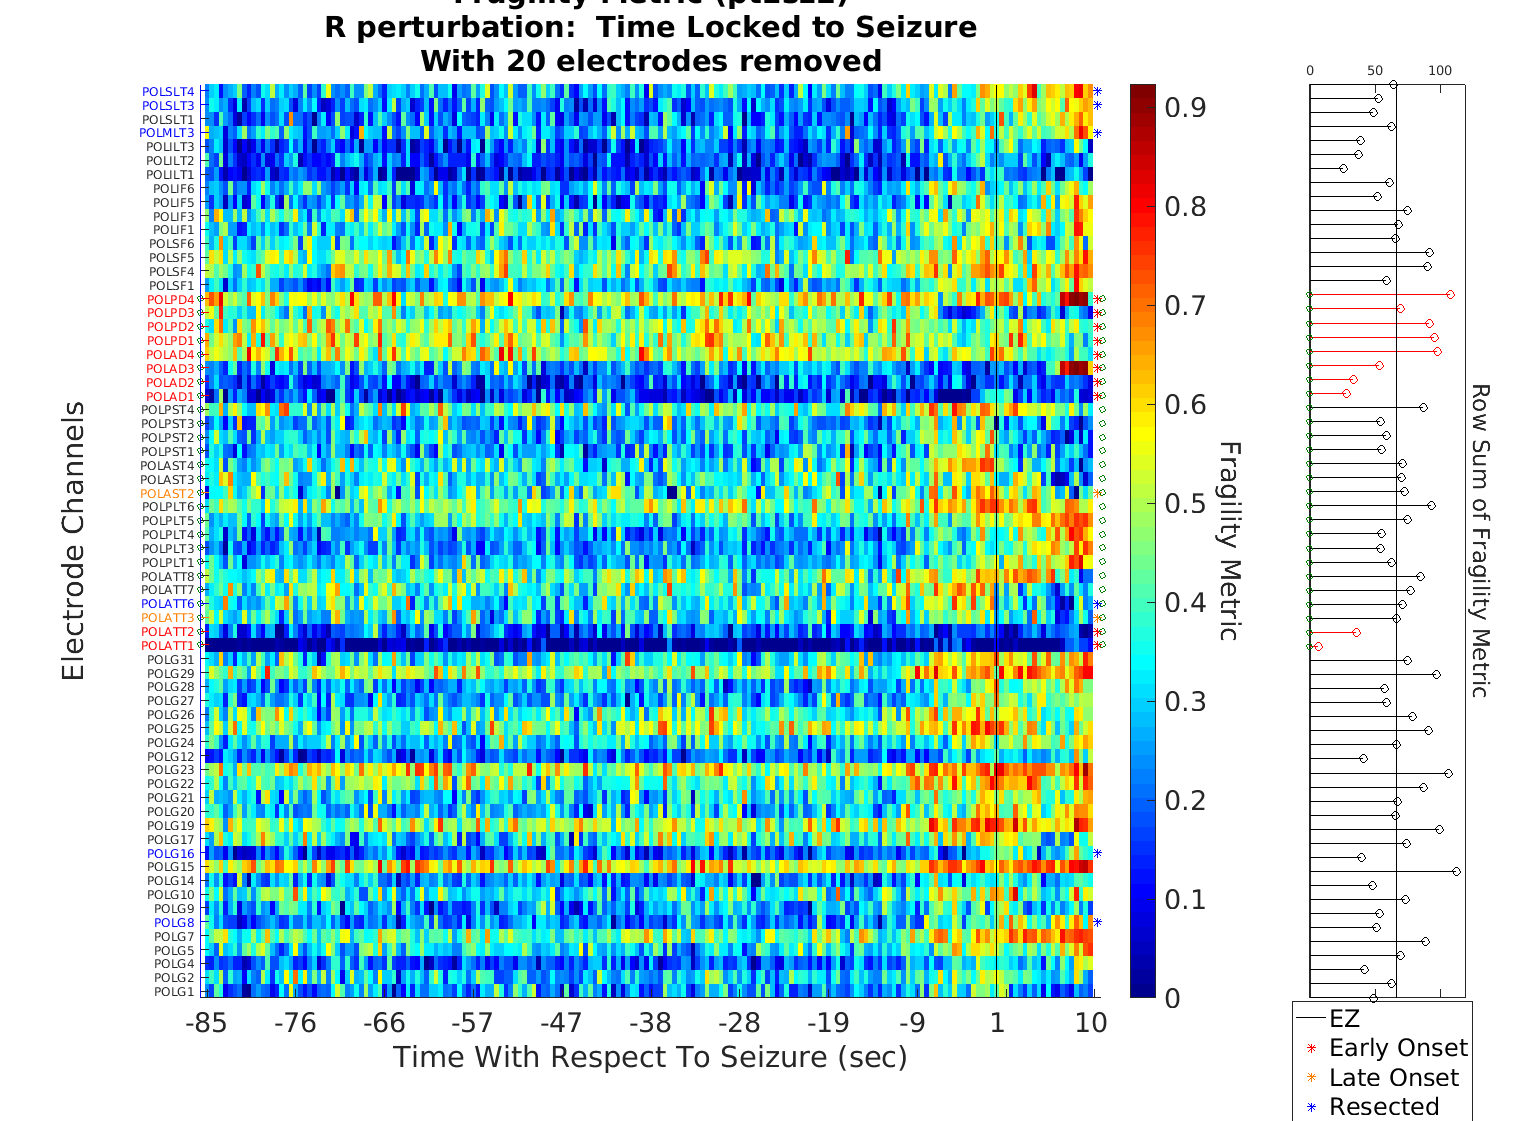 R perturbation: Time Locked to Seizure
With 20 electrodes removed
Electrode Channels
POLSLT4
POLSLT3
POLSLT1
POLMLT3
POLILT3
POLILT2
POLILT1
POLIF6
POLIF5
POLIF3
POLIF1
POLSF6
POLSF5
POLSF4
POLSF1
POLPD4
POLPD3
POLPD2
POLPD1
POLAD4
POLAD3
POLAD2
POLAD1
POLPST4
POLPST3
POLPST2
POLPST1
POLAST4
POLAST3
POLAST2
POLPLT6
POLPLT5
POLPLT4
POLPLT3
POLPLT1
POLATT8
POLATT7
POLATT6
POLATT3
POLATT2
POLATT1
POLG31
POLG29
POLG28
POLG27
POLG26
POLG25
POLG24
POLG12
POLG23
POLG22
POLG21
POLG20
POLG19
POLG17
POLG16
POLG15
POLG14
POLG10
POLG9
POLG8
POLG7
POLG5
POLG4
POLG2
POLG1
-85 -76 -66 -57 -47 -38 -28 -19 -9 1 10
Time With Respect To Seizure (sec)
0.9
0.8
0.7
0.6
0.5
0.4
0.3
0.2
0.1
0
Fragility Metric
0 50 100
Row Sum of Fragility Metric
EZ
Early Onset
Late Onset
Resected